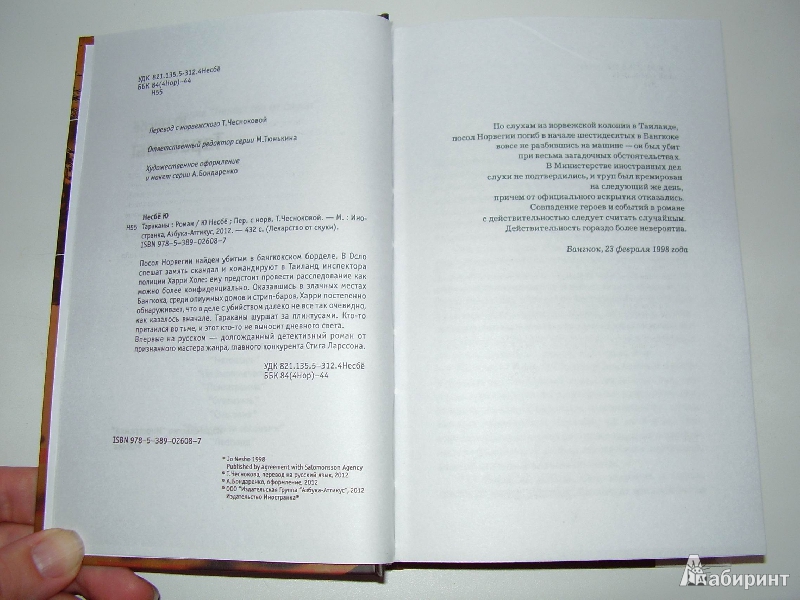 УДК 821.135.5-312.4Несбё
ББК 84(4Нор)-44
Н55
Перевод с норвежского Т.Чесноковой
Ответственный редактор серии М.Тюнькина
Художественное оформление
и макет серии А.Бондаренко
Несбё Ю
Н55 Тараканы : Роман / Ю Несбё ; Пер. с норв. Т.Чесноковой. — М. : Ино-
странка, Азбука-Аттикус, 2012. — 432 с. (Лекарство от скуки).
ISBN 978-5-389-02608-7
Посол Норвегии найден убитым в бангкокском борделе. В Осло
спешат замять скандал и командируют в Таиланд инспектора
полиции Харри Холе; ему предстоит провести расследование как
можно более конфиденциально. Оказавшись в злачных местах
Бангкока, среди опиумных домов и стрип-баров, Харри постепенно
обнаруживает, что в деле с убийством далеко не все так очевидно,
как казалось вначале. Тараканы шуршат за плинтусами. Кто-то
притаился во тьме, и этот кто-то не выносит дневного света.
Впервые на русском — долгожданный детективный роман от
признанного мастера жанра, главного конкурента Стига Ларссона.
УДК 821.135.5-312.4Несбё
ББК 84(4Нор)-44
ISBN 978-5-389-02608-7
© Jo Nesbø 1998
Published by agreement with Salomonsson Agency
© Т.Чеснокова, перевод на русский язык, 2012
© А.Бондаренко, оформление, 2012
© ООО "Издательская Группа "Азбука-Аттикус", 2012
Издательство Иностранка®
По слухам из норвежской колонии в Таиланде,
посол Норвегии погиб в начале шестидесятых в Бангкоке
вовсе не разбившись на машине — он был убит
при весьма загадочных обстоятельствах.
В Министерстве иностранных дел
слухи не подтвердились, и труп был кремирован
на следующий же день,
причем от официального вскрытия отказались.
Совпадение героев и событий в романе
с действительностью следует считать случайным.
Действительность гораздо более невероятна.
Бангкок, 23 февраля 1998 года
Лабиринт.ру